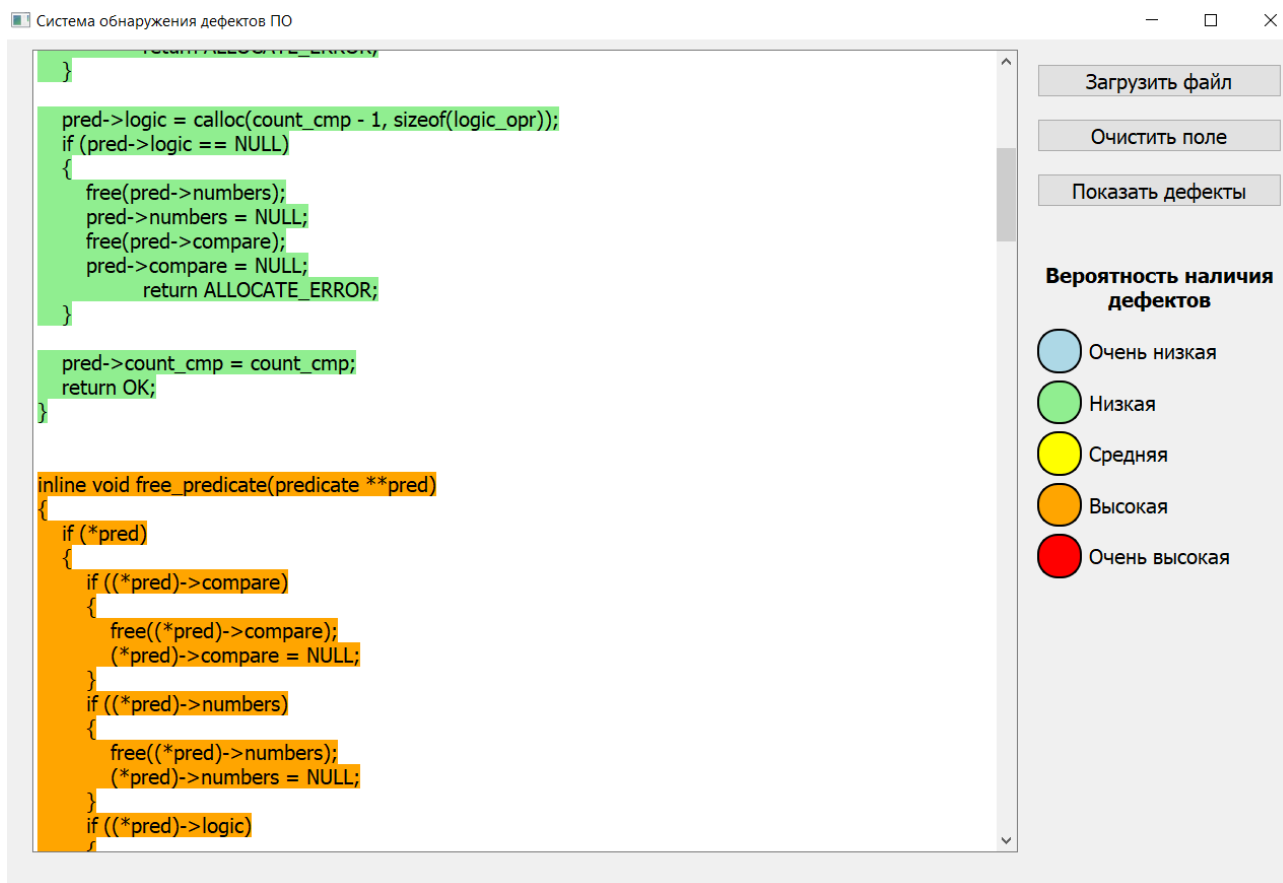 Система обнаружения дефектов ПО
return ALLOCATE_ERROR;
}
pred->logic = calloc(count_cmp - 1, sizeof(logic_opr));
if (pred->logic == NULL)
{
free(pred->numbers);
pred->numbers = NULL;
free(pred->compare);
pred->compare = NULL;
return ALLOCATE_ERROR;
}
pred->count_cmp = count_cmp;
return OK;
}
inline void free_predicate(predicate **pred)
{
if (*pred)
{
if ((*pred)->compare)
{
free((*pred)->compare);
(*pred)->compare = NULL;
}
if ((*pred)->numbers)
{
free((*pred)->numbers);
(*pred)->numbers = NULL;
}
if ((*pred)->logic)
{
Загрузить файл
Очистить поле
Показать дефекты
Вероятность наличия
дефектов
Очень низкая
Низкая
Средняя
Высокая
Очень высокая